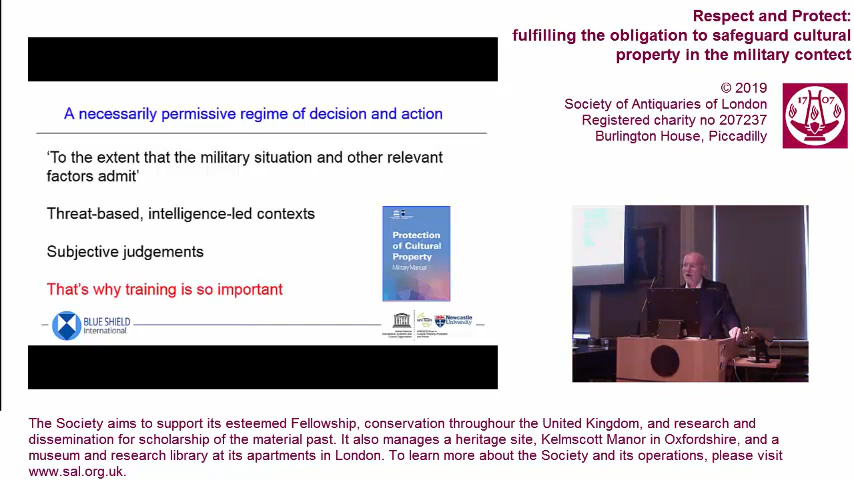 Respect and Protect:
fulfilling the obligation to safeguard cultural
property in the military contect
© 2019
Society of Antiquaries of London
Registered charity no 207237
Burlington House, Piccadilly
17 07
A necessarily permissive regime of decision and action
'To the extent that the military situation and other relevant
factors admit'
Threat-based, intelligence-led contexts
Subjective judgements
That's why training is so important
Protection
of Cultural
Property
Military Manual
BLUE SHIELD
International
Newcastle
University
The Society aims to support its esteemed Fellowship, conservation throughour the United Kingdom, and research and
dissemination for scholarship of the material past. It also manages a heritage site, Kelmscott Manor in Oxfordshire, and a
museum and research library at its apartments in London. To learn more about the Society and its operations, please visit
www.sal.org.uk.